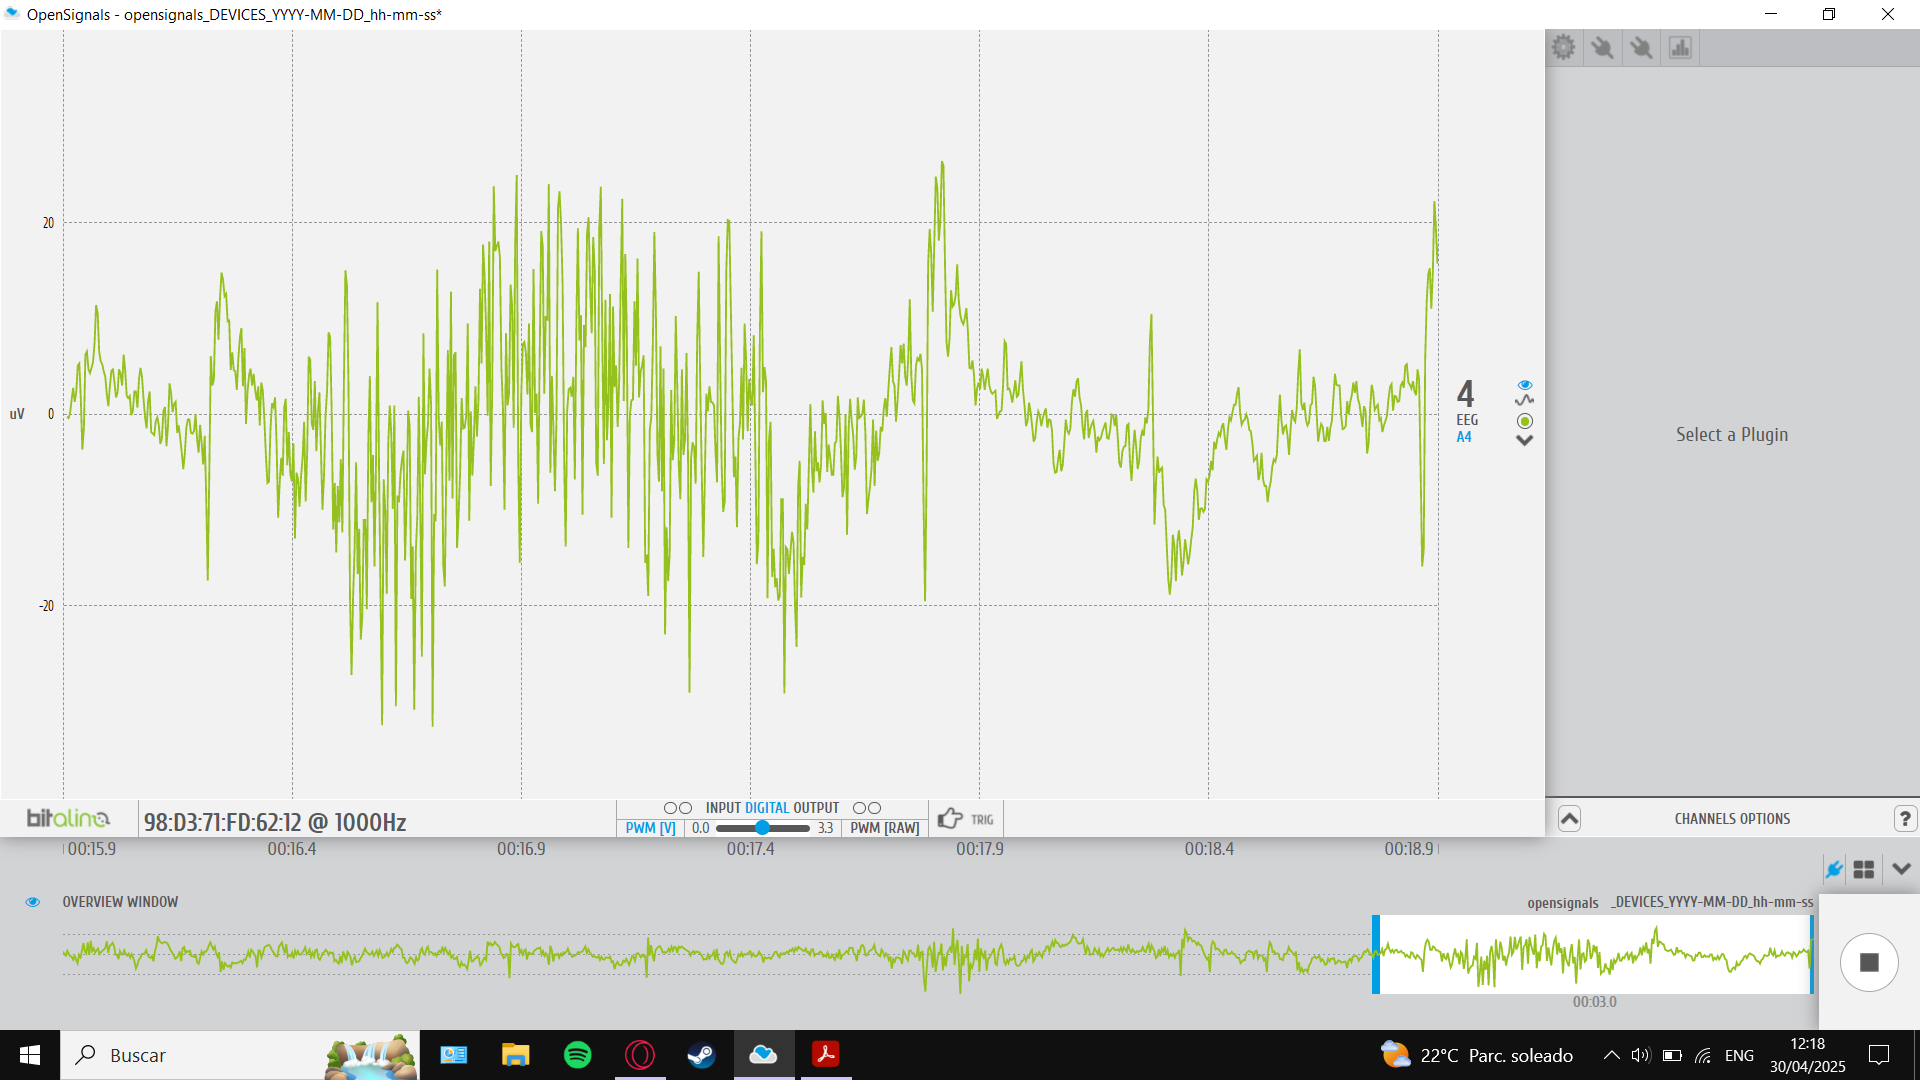 OpenSignals - opensignals_DEVICES_YYYY-MM-DD_hh-mm-ss*
20
uV 0
-20
4
EEG
A4
Select a Plugin
bitalino
98:D3:71:FD:62:12 @ 1000Hz
INPUT DIGITAL OUTPUT
PWM [V] 0.0 3.3 PWM [RAW]
TRIG
CHANNELS OPTIONS
?
00:15.9 00:16.4 00:16.9 00:17.4 00:17.9 00:18.4 00:18.9
OVERVIEW WINDOW
opensignals _DEVICES_YYYY-MM-DD_hh-mm-ss
00:03.0
Buscar
22°C Parc. soleado
ENG
12:18
30/04/2025